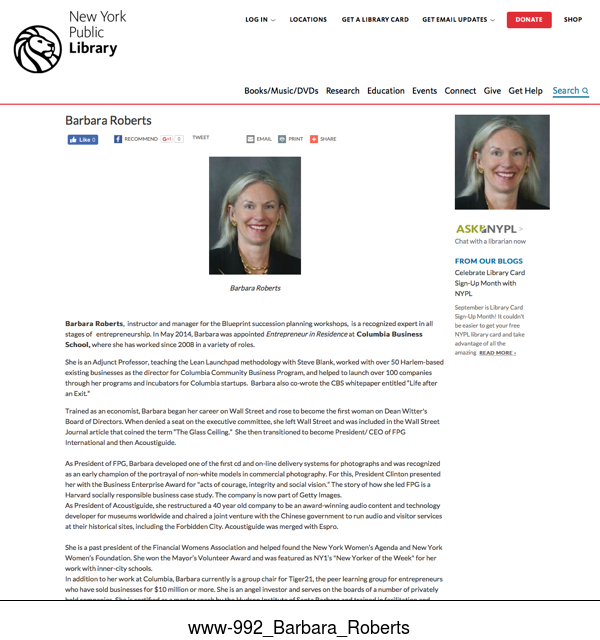 New York
Public
Library
LOG IN
LOCATIONS
GET A LIBRARY CARD
GET EMAIL UPDATES
DONATE
SHOP
Books/Music/DVDs Research Education Events Connect Give Get Help Search
Barbara Roberts
Like 0
RECOMMEND
0
TWEET
EMAIL
PRINT
SHARE
Barbara Roberts
Barbara Roberts, instructor and manager for the Blueprint succession planning workshops, is a recognized expert in all
stages of entrepreneurship. In May 2014, Barbara was appointed Entrepreneur in Residence at Columbia Business
School, where she has worked since 2008 in a variety of roles.
She is an Adjunct Professor, teaching the Lean Launchpad methodology with Steve Blank, worked with over 50 Harlem-based
existing businesses as the director for Columbia Community Business Program, and helped to launch over 100 companies
through her programs and incubators for Columbia startups. Barbara also co-wrote the CBS whitepaper entitled "Life after
an Exit."
Trained as an economist, Barbara began her career on Wall Street and rose to become the first woman on Dean Witter's
Board of Directors. When denied a seat on the executive committee, she left Wall Street and was included in the Wall Street
Journal article that coined the term "The Glass Ceiling." She then transitioned to become President/ CEO of FPG
International and then Acoustiguide.
As President of FPG, Barbara developed one of the first cd and on-line delivery systems for photographs and was recognized
as an early champion of the portrayal of non-white models in commercial photography. For this, President Clinton presented
her with the Business Enterprise Award for "acts of courage, integrity and social vision." The story of how she led FPG is a
Harvard socially responsible business case study. The company is now part of Getty Images.
As President of Acoustiguide, she restructured a 40 year old company to be an award-winning audio content and technology
developer for museums worldwide and chaired a joint venture with the Chinese government to run audio and visitor services
at their historical sites, including the Forbidden City. Acoustiguide was merged with Espro.
She is a past president of the Financial Womens Association and helped found the New York Women's Agenda and New York
Women's Foundation. She won the Mayor's Volunteer Award and was featured as NY1's "New Yorker of the Week" for her
work with inner-city schools.
In addition to her work at Columbia, Barbara currently is a group chair for Tiger21, the peer learning group for entrepreneurs
who have sold businesses for $10 million or more. She is an angel investor and serves on the boards of a number of privately
ASK NYPL >
Chat with a librarian now
FROM OUR BLOGS
Celebrate Library Card
Sign-Up Month with
NYPL
September is Library Card
Sign-Up Month! It couldn't
be easier to get your free
NYPL library card and take
advantage of all the
amazing READ MORE ›
www-992_Barbara_Roberts